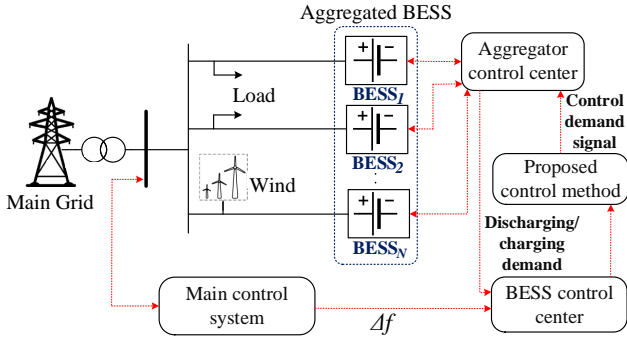 Aggregated BESS
+ −
BESS1
Aggregator
control center
Load
Control
demand
signal
+ −
BESS2
Main Grid
Wind
Proposed
control method
+ −
BESSN
Discharging/
charging
demand
Main control
system
Δf
BESS control
center